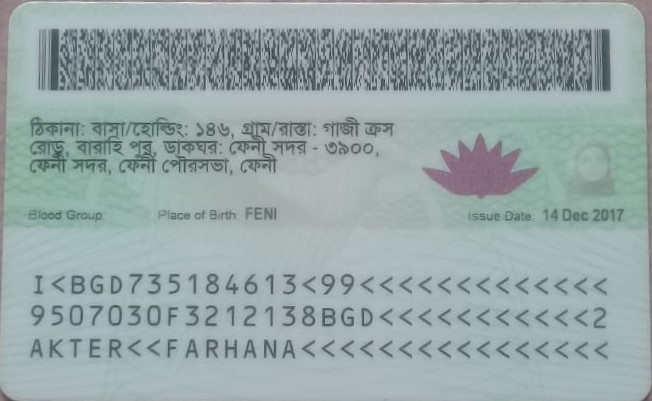 ঠিকানা: বাসা/হোল্ডিং: ১৪৬, গ্রাম/রাস্তা: গাজী ক্রস
রোড, বারাহি পুর, ডাকঘর: ফেনী সদর - ৩৯০০,
ফেনী সদর, ফেনী পৌরসভা, ফেনী
Blood Group Place of Birth: FENI Issue Date: 14 Dec 2017
I<BGD735184613<99<<<<<<<<<<<<<
9507030F3212138BGD<<<<<<<<<<<2
AKTER<<FARHANA<<<<<<<<<<<<<<<<